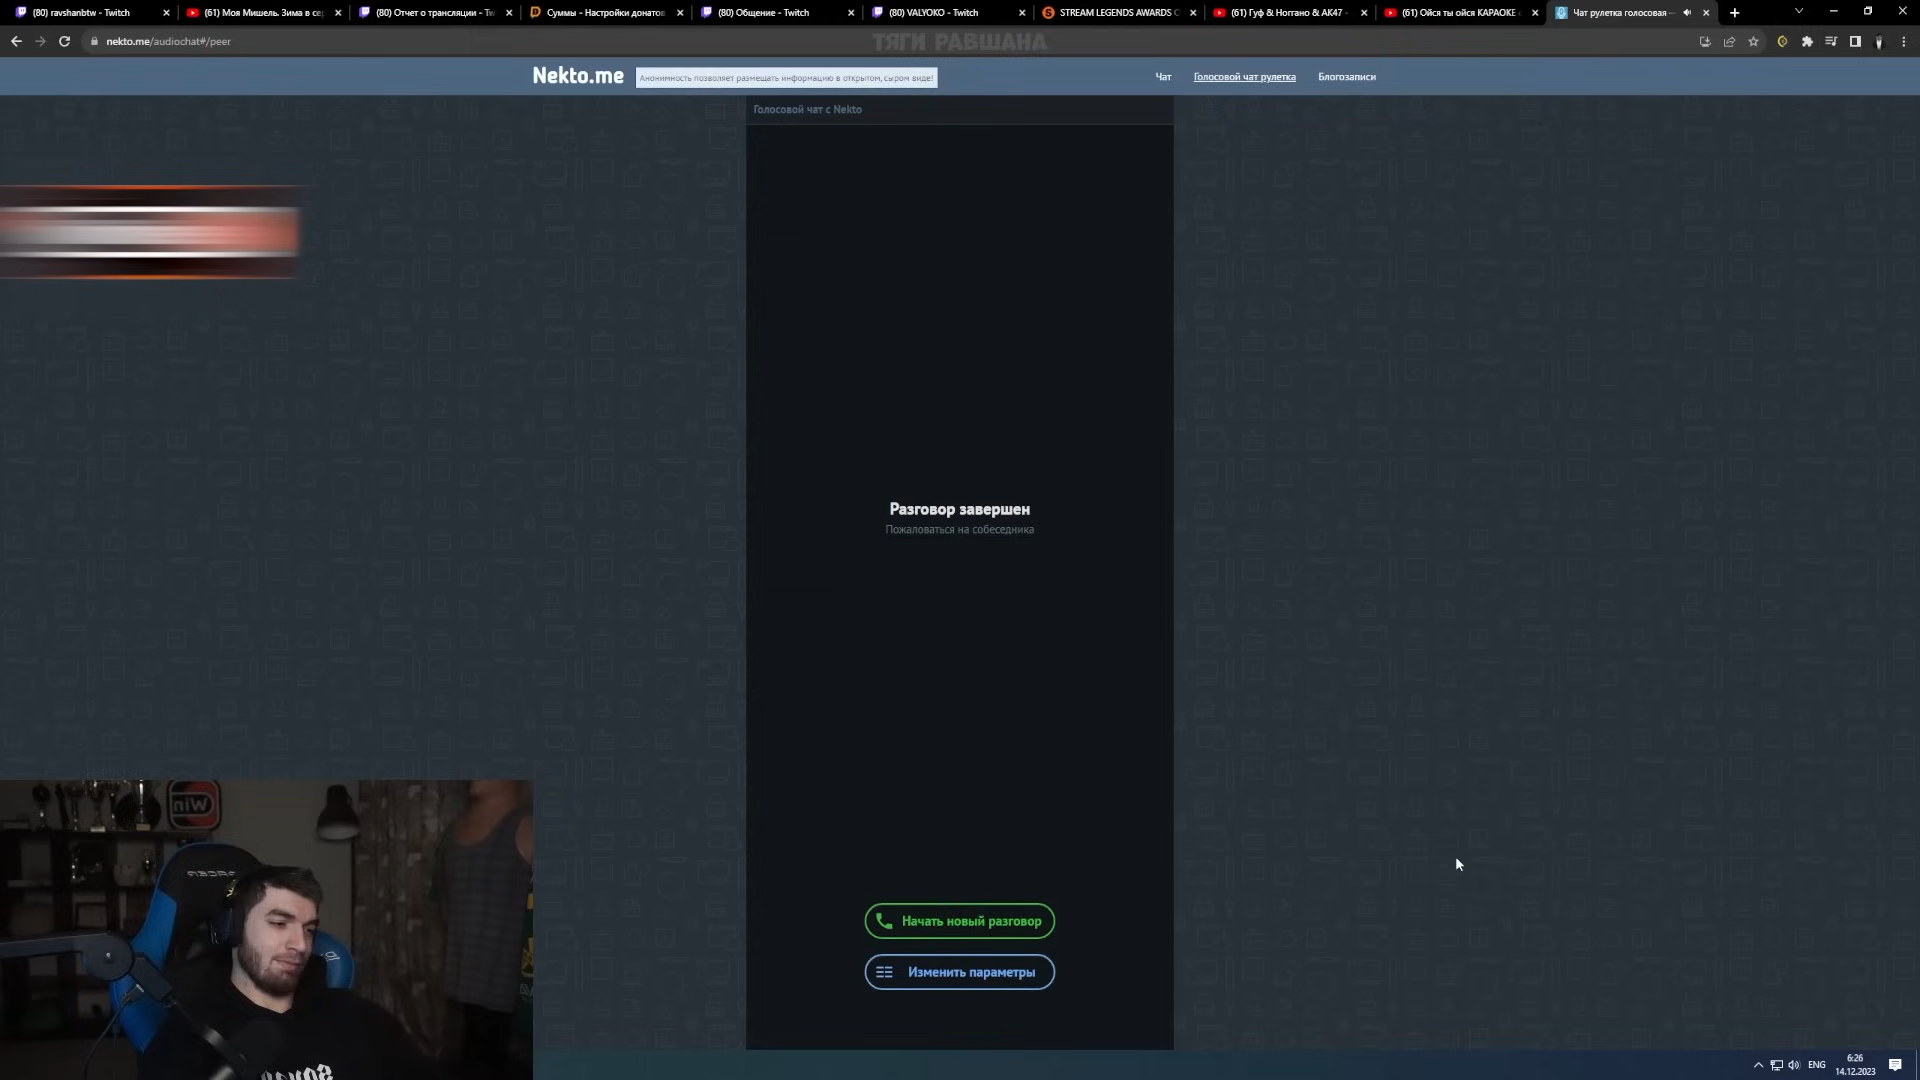 (80) ravshanbtw - Twitch
(61) Моя Мишель. Зима в се
(80) Отчет о трансляции - Tw
Суммы - Настройки донатов
(80) Общение - Twitch
(80) VALYOKO - Twitch
STREAM LEGENDS AWARDS
(61) Гуф & Ноггано & AK47 -
(61) Ойся ты ойся КАРАОКЕ
Чат рулетка голосовая —
nekto.me/audiochat#/peer
ТЯГИ РАВШАНА
Nekto.me
Анонимность позволяет размещать информацию в открытом, сыром виде!
Чат
Голосовой чат рулетка
Блогозаписи
Голосовой чат с Nekto
Разговор завершен
Пожаловаться на собеседника
Начать новый разговор
Изменить параметры
Win
ENG
6:26
14.12.2023